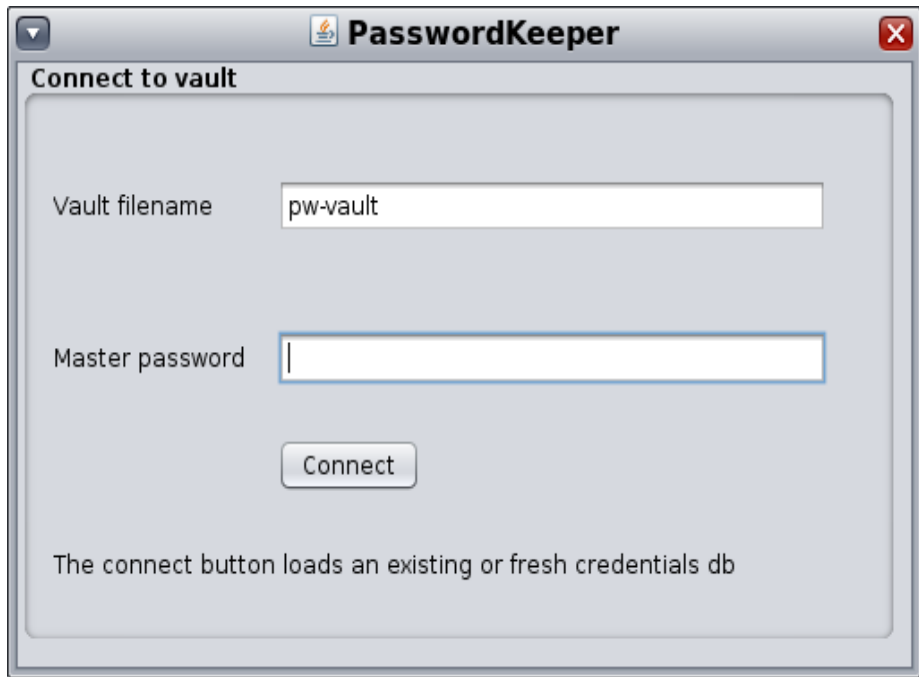 PasswordKeeper
Connect to vault
Vault filename pw-vault
Master password
Connect
The connect button loads an existing or fresh credentials db